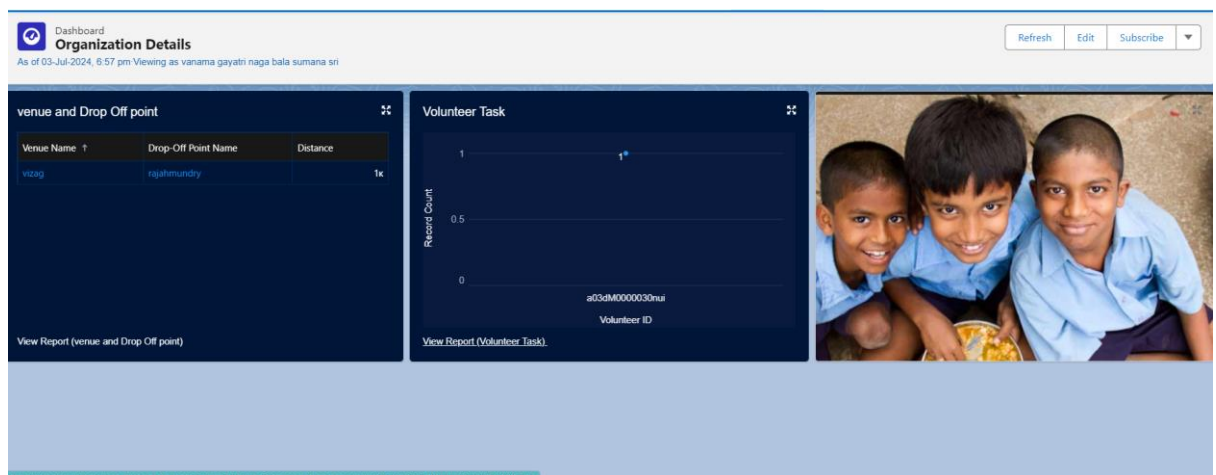 Dashboard
Organization Details
As of 03-Jul-2024, 6:57 pm·Viewing as vanama gayatri naga bala sumana sri
Refresh Edit Subscribe
venue and Drop Off point
Venue Name ↑ Drop-Off Point Name Distance
vizag rajahmundry 1ĸ
View Report (venue and Drop Off point)
Volunteer Task
Record Count
1
0.5
0
1
a03dM0000030nui
Volunteer ID
View Report (Volunteer Task)